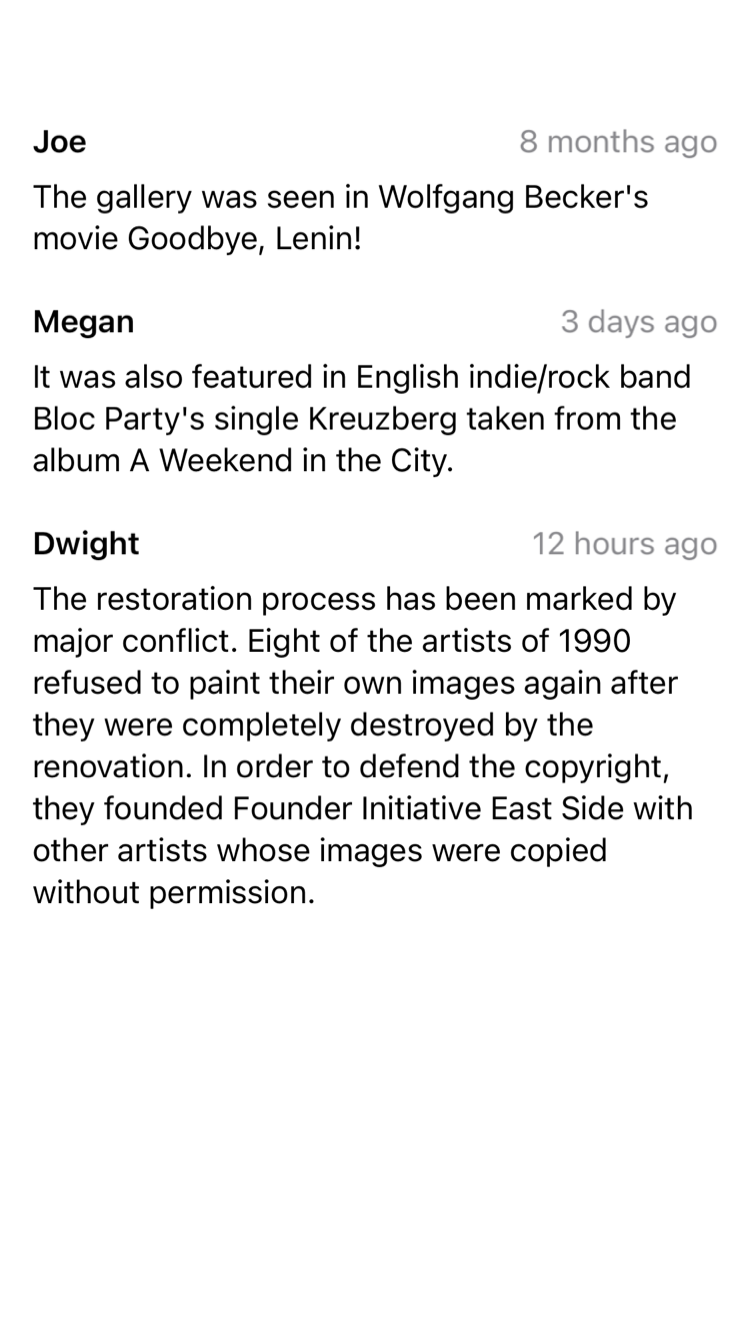 Joe 8 months ago
The gallery was seen in Wolfgang Becker's
movie Goodbye, Lenin!
Megan 3 days ago
It was also featured in English indie/rock band
Bloc Party's single Kreuzberg taken from the
album A Weekend in the City.
Dwight 12 hours ago
The restoration process has been marked by
major conflict. Eight of the artists of 1990
refused to paint their own images again after
they were completely destroyed by the
renovation. In order to defend the copyright,
they founded Founder Initiative East Side with
other artists whose images were copied
without permission.